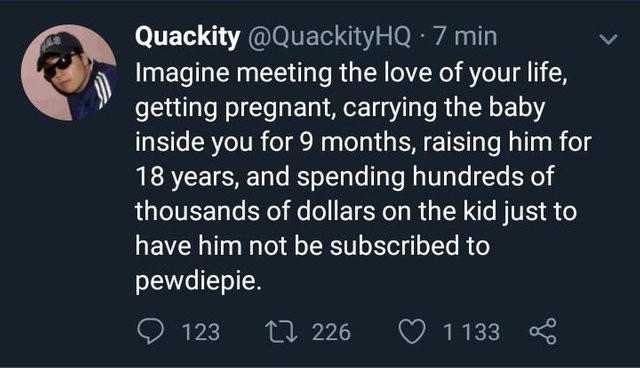 Quackity @QuackityHQ · 7 min
Imagine meeting the love of your life,
getting pregnant, carrying the baby
inside you for 9 months, raising him for
18 years, and spending hundreds of
thousands of dollars on the kid just to
have him not be subscribed to
pewdiepie.
123 226 1 133